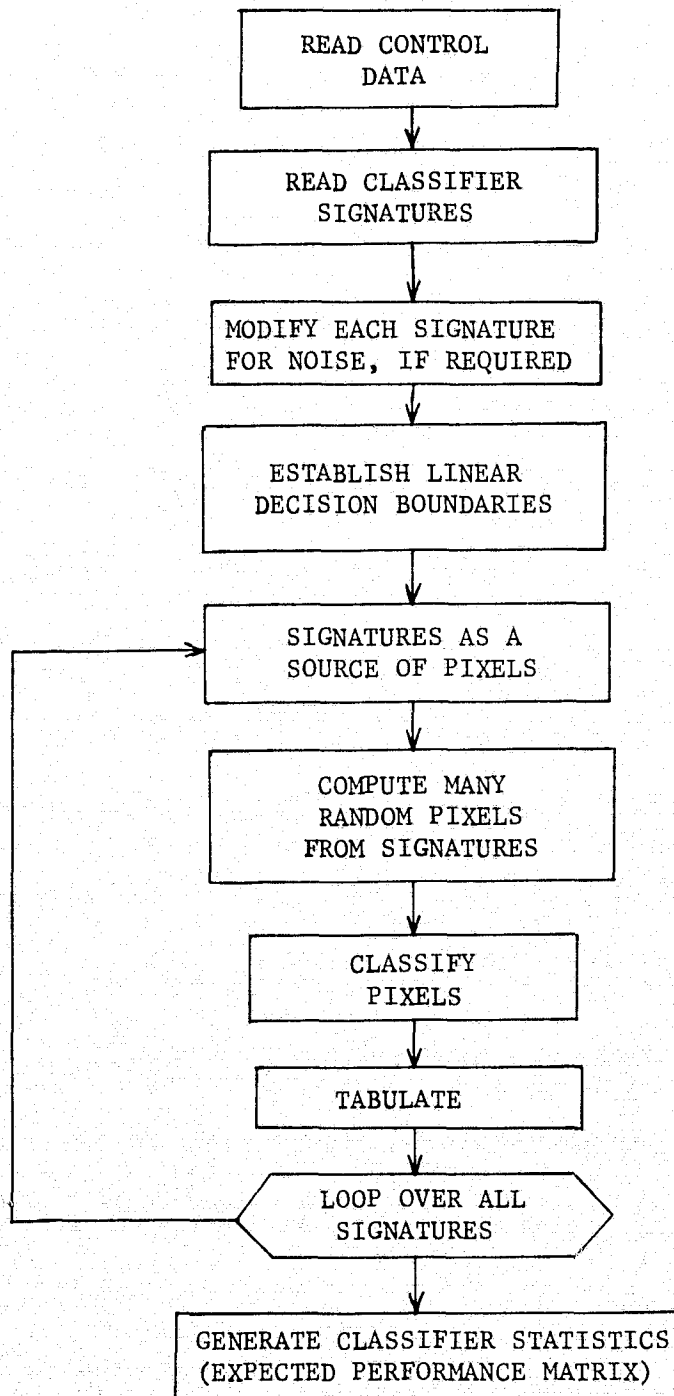 READ CONTROL
DATA
READ CLASSIFIER
SIGNATURES
MODIFY EACH SIGNATURE
FOR NOISE, IF REQUIRED
ESTABLISH LINEAR
DECISION BOUNDARIES
SIGNATURES AS A
SOURCE OF PIXELS
COMPUTE MANY
RANDOM PIXELS
FROM SIGNATURES
CLASSIFY
PIXELS
TABULATE
LOOP OVER ALL
SIGNATURES
GENERATE CLASSIFIER STATISTICS
(EXPECTED PERFORMANCE MATRIX)